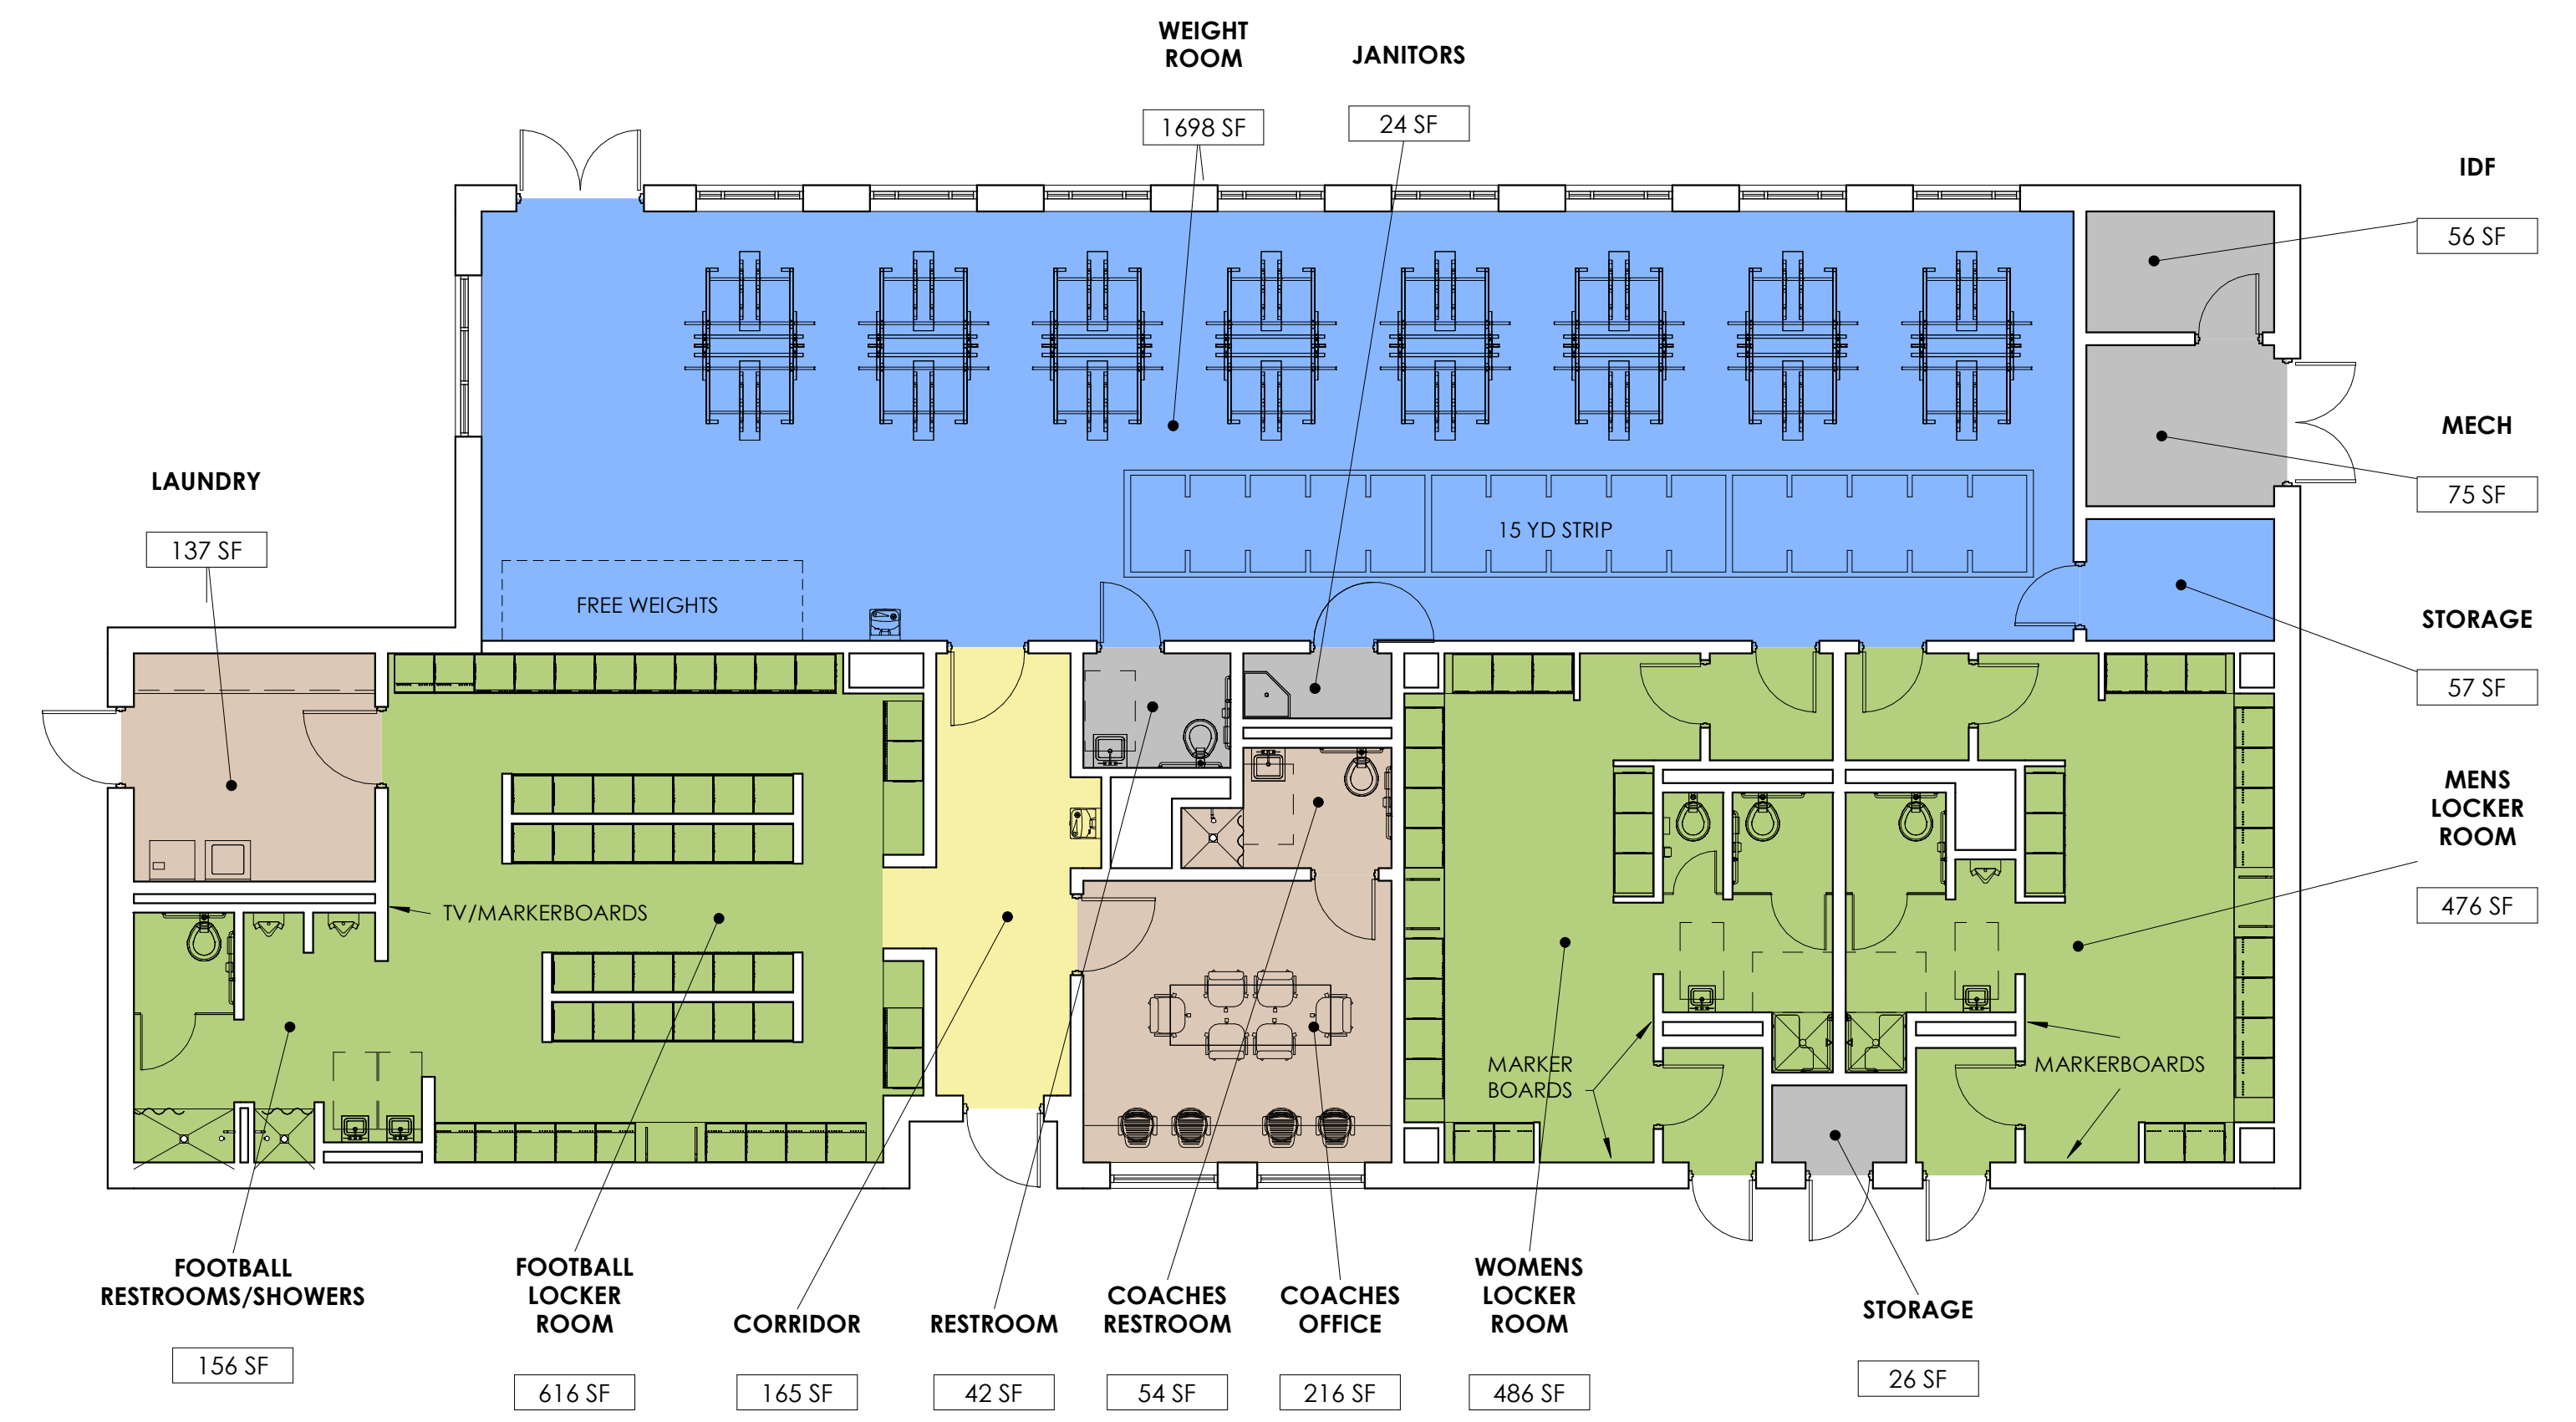 WEIGHT
ROOM
1698 SF
JANITORS
24 SF
IDF
56 SF
MECH
75 SF
LAUNDRY
137 SF
15 YD STRIP
FREE WEIGHTS
STORAGE
57 SF
MENS
LOCKER
ROOM
476 SF
TV/MARKERBOARDS
MARKER
BOARDS
MARKERBOARDS
FOOTBALL
RESTROOMS/SHOWERS
156 SF
FOOTBALL
LOCKER
ROOM
616 SF
CORRIDOR
165 SF
RESTROOM
42 SF
COACHES
RESTROOM
54 SF
COACHES
OFFICE
216 SF
WOMENS
LOCKER
ROOM
486 SF
STORAGE
26 SF